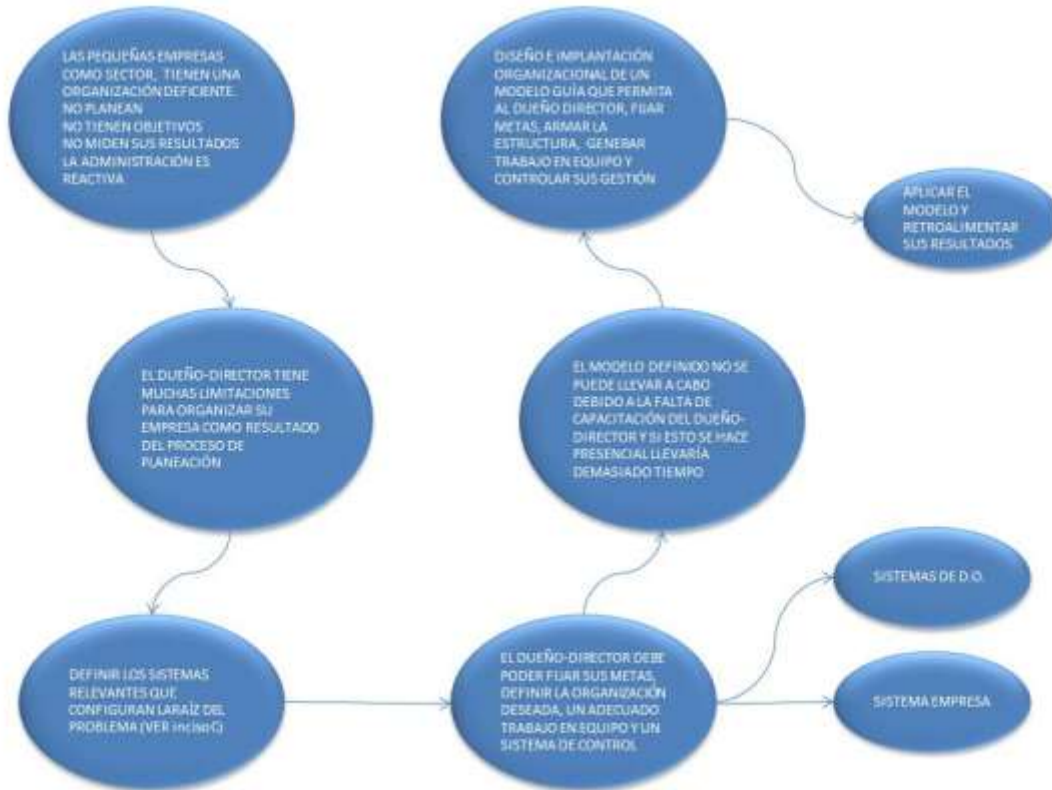 LAS PEQUEÑAS EMPRESAS
COMO SECTOR, TIENEN UNA
ORGANIZACIÓN DEFICIENTE.
NO PLANEAN
NO TIENEN OBJETIVOS
NO MIDEN SUS RESULTADOS
LA ADMINISTRACIÓN ES
REACTIVA
EL DUEÑO-DIRECTOR TIENE
MUCHAS LIMITACIONES
PARA ORGANIZAR SU
EMPRESA COMO RESULTADO
DEL PROCESO DE
PLANEACIÓN
DEFINIR LOS SISTEMAS
RELEVANTES QUE,
CONFIGURAN LARAÍZ DEL
PROBLEMA (VER incisoC)
EL DUEÑO-DIRECTOR DEBE
PODER FIJAR SUS METAS,
DEFINIR LA ORGANIZACIÓN
DESEADA, UN ADECUADO
TRABAJO EN EQUIPO Y UN
SISTEMA DE CONTROL
SISTEMAS DE D.O.
SISTEMA EMPRESA
EL MODELO DEFINIDO NO SE
PUEDE LLEVAR A CABO
DEBIDO A LA FALTA DE
CAPACITACIÓN DEL DUEÑO-
DIRECTOR Y SI ESTO SE HACE
PRESENCIAL LLEVARÍA
DEMASIADO TIEMPO
DISEÑO E IMPLANTACIÓN
ORGANIZACIONAL DE UN
MODELO GUÍA QUE PERMITA
AL DUEÑO DIRECTOR, FIJAR
METAS, ARMAR LA
ESTRUCTURA, GENERAR
TRABAJO EN EQUIPO Y
CONTROLAR SUS GESTIÓN
APLICAR EL
MODELO Y
RETROALIMENTAR
SUS RESULTADOS